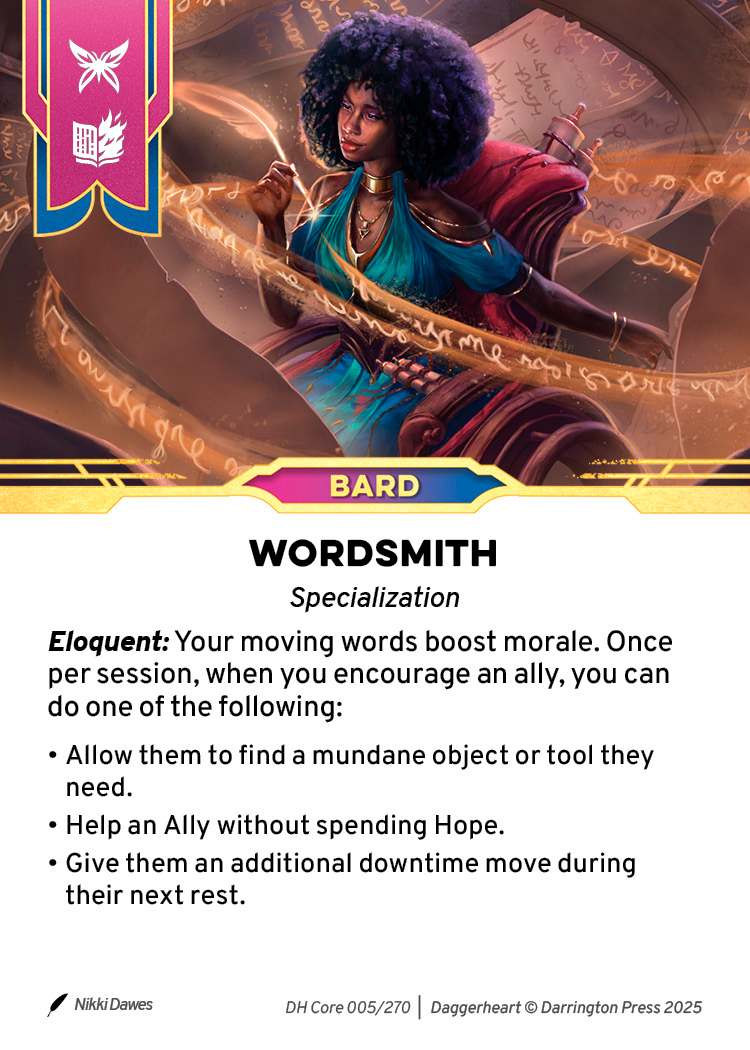 BARD
WORDSMITH
Specialization
Eloquent: Your moving words boost morale. Once
per session, when you encourage an ally, you can
do one of the following:
• Allow them to find a mundane object or tool they
need.
• Help an Ally without spending Hope.
• Give them an additional downtime move during
their next rest.
Nikki Dawes
DH Core 005/270 | Daggerheart © Darrington Press 2025